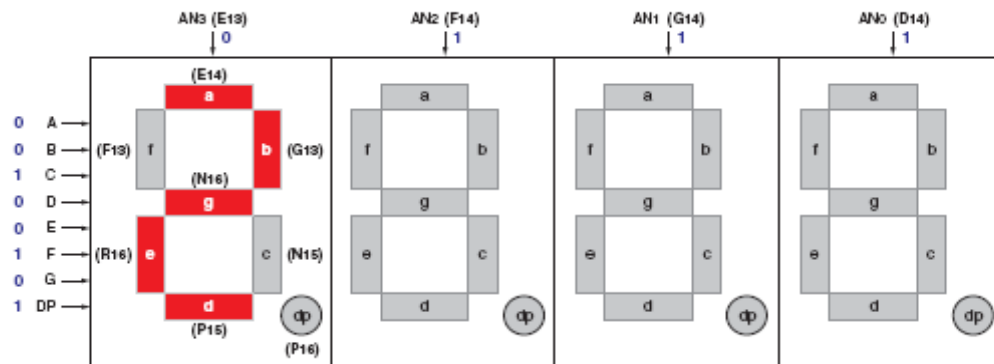 AN3 (E13) AN2 (F14) AN1 (G14) AN0 (D14)
0 1 1 1
(E14)
a a a a
0 A
0 B (F13) f b (G13) f b f b f b
1 C
(N16)
0 D g g g g
0 E
1 F (R16) e c (N15) e c e c e c
0 G
1 DP d dp d dp d dp d dp
(P15) (P16)